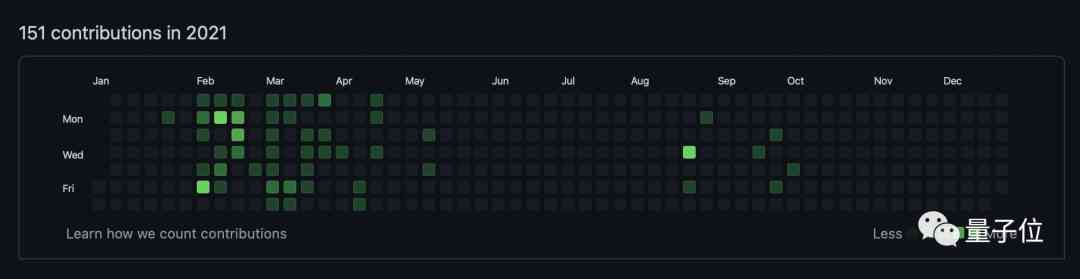 151 contributions in 2021
Jan Feb Mar Apr May Jun Jul Aug Sep Oct Nov Dec
Mon
Wed
Fri
Learn how we count contributions
Less More
量子位